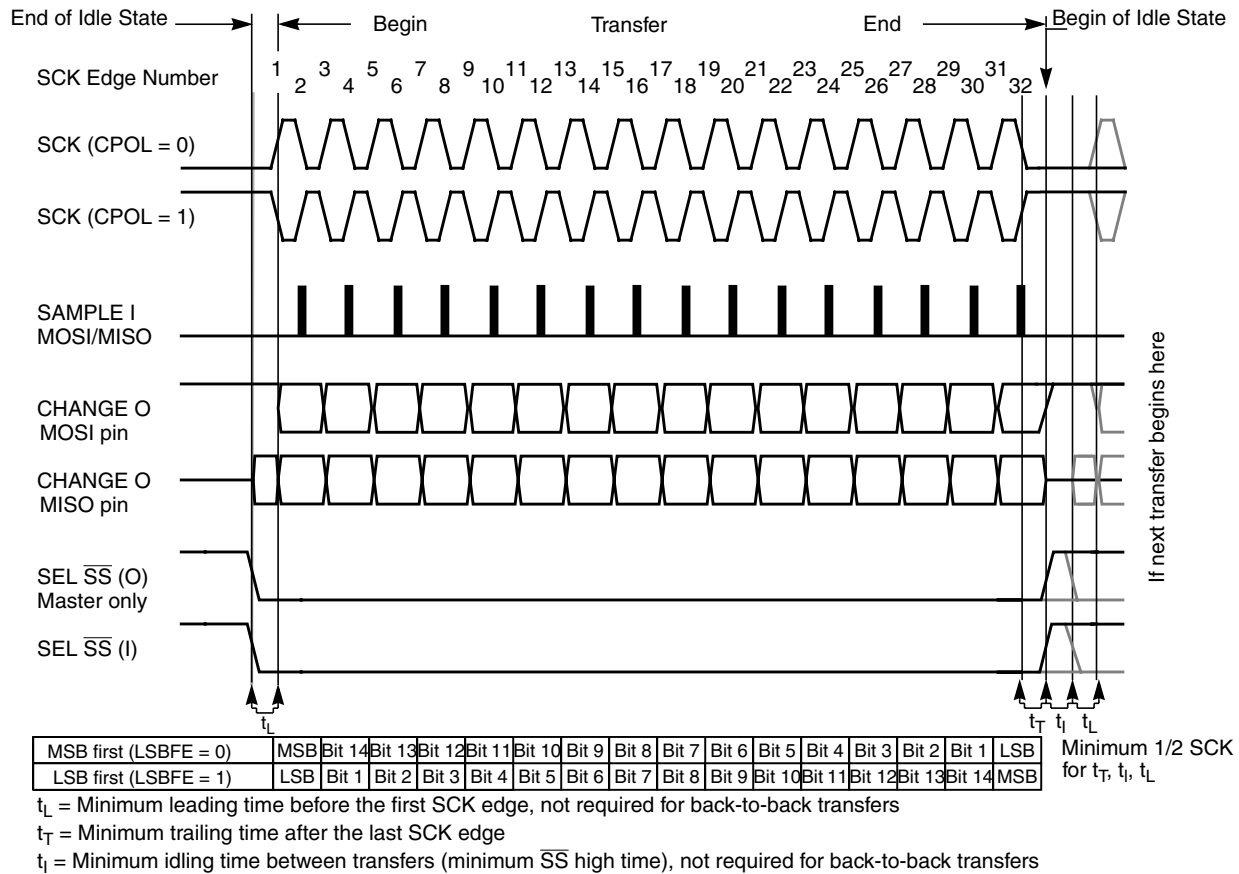 End of Idle State
Begin
Transfer
End
Begin of Idle State
SCK Edge Number
1 3 5 7 9 11 13 15 17 19 21 23 25 27 29 31
2 4 6 8 10 12 14 16 18 20 22 24 26 28 30 32
SCK (CPOL = 0)
SCK (CPOL = 1)
SAMPLE I
MOSI/MISO
CHANGE O
MOSI pin
CHANGE O
MISO pin
SEL S̅S̅ (O)
Master only
SEL S̅S̅ (I)
If next transfer begins here
tL
tT tI tL
MSB first (LSBFE = 0) MSB Bit 14 Bit 13 Bit 12 Bit 11 Bit 10 Bit 9 Bit 8 Bit 7 Bit 6 Bit 5 Bit 4 Bit 3 Bit 2 Bit 1 LSB
LSB first (LSBFE = 1) LSB Bit 1 Bit 2 Bit 3 Bit 4 Bit 5 Bit 6 Bit 7 Bit 8 Bit 9 Bit 10 Bit 11 Bit 12 Bit 13 Bit 14 MSB
Minimum 1/2 SCK
for tT, tI, tL
tL = Minimum leading time before the first SCK edge, not required for back-to-back transfers
tT = Minimum trailing time after the last SCK edge
tI = Minimum idling time between transfers (minimum S̅S̅ high time), not required for back-to-back transfers